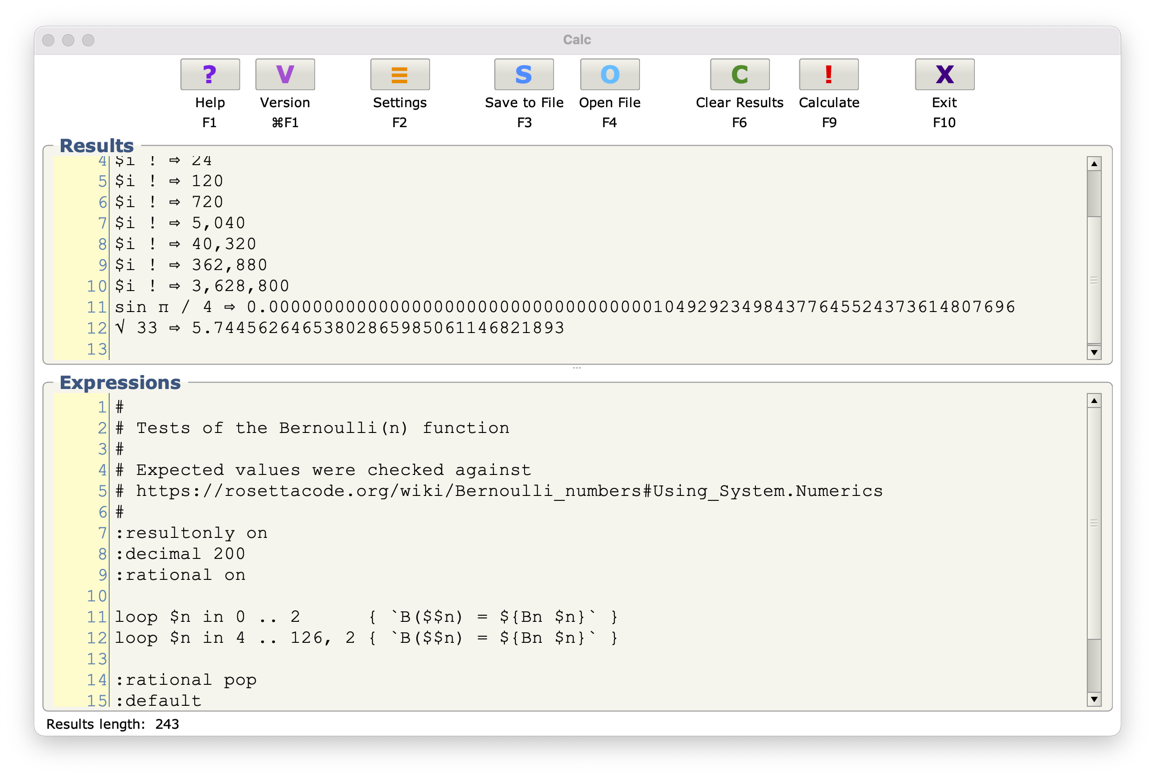 Calc
? V ≡ S O C ! X
Help Version Settings Save to File Open File Clear Results Calculate Exit
F1 ⌘F1 F2 F3 F4 F6 F9 F10
Results
4 $i ! ⇨ 24
5 $i ! ⇨ 120
6 $i ! ⇨ 720
7 $i ! ⇨ 5,040
8 $i ! ⇨ 40,320
9 $i ! ⇨ 362,880
10 $i ! ⇨ 3,628,800
11 sin π / 4 ⇨ 0.00000000000000000000000000000000000104929234984377645524373614807696
12 √ 33 ⇨ 5.74456264653802865985061146821893
13
Expressions
1 #
2 # Tests of the Bernoulli(n) function
3 #
4 # Expected values were checked against
5 # https://rosettacode.org/wiki/Bernoulli_numbers#Using_System.Numerics
6 #
7 :resultonly on
8 :decimal 200
9 :rational on
10
11 loop $n in 0 .. 2      { `B($$n) = ${Bn $n}` }
12 loop $n in 4 .. 126, 2 { `B($$n) = ${Bn $n}` }
13
14 :rational pop
15 :default
Results length: 243